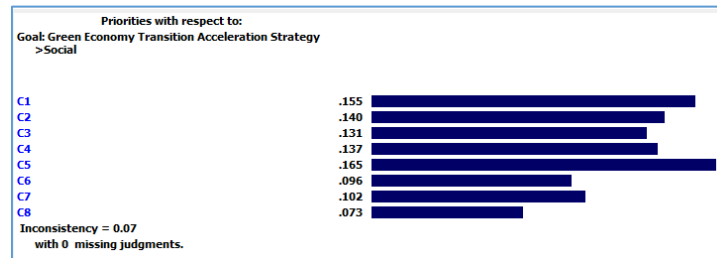 Priorities with respect to:
Goal: Green Economy Transition Acceleration Strategy
>Social
C1 .155
C2 .140
C3 .131
C4 .137
C5 .165
C6 .096
C7 .102
C8 .073
Inconsistency = 0.07
with 0 missing judgments.